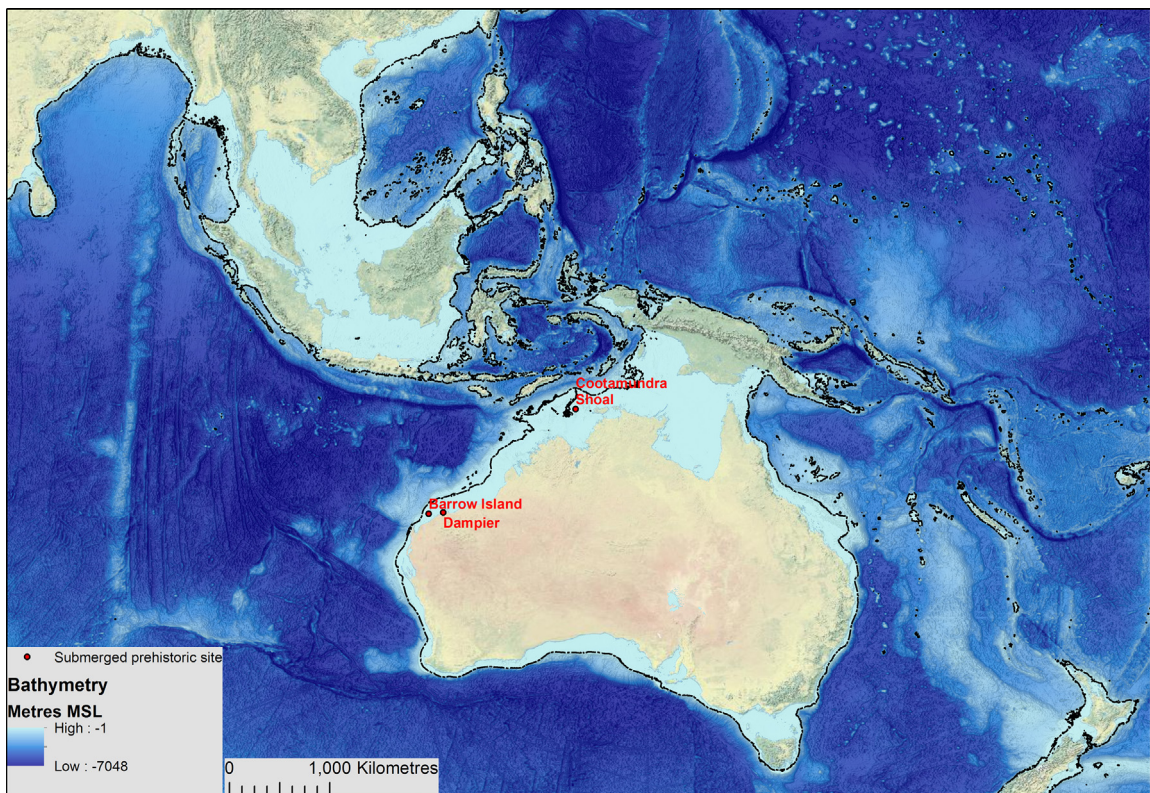 Cootamundra
Shoal
Barrow Island
Dampier
Submerged prehistoric site
Bathymetry
Metres MSL
High : -1
Low : -7048
0 1,000 Kilometres